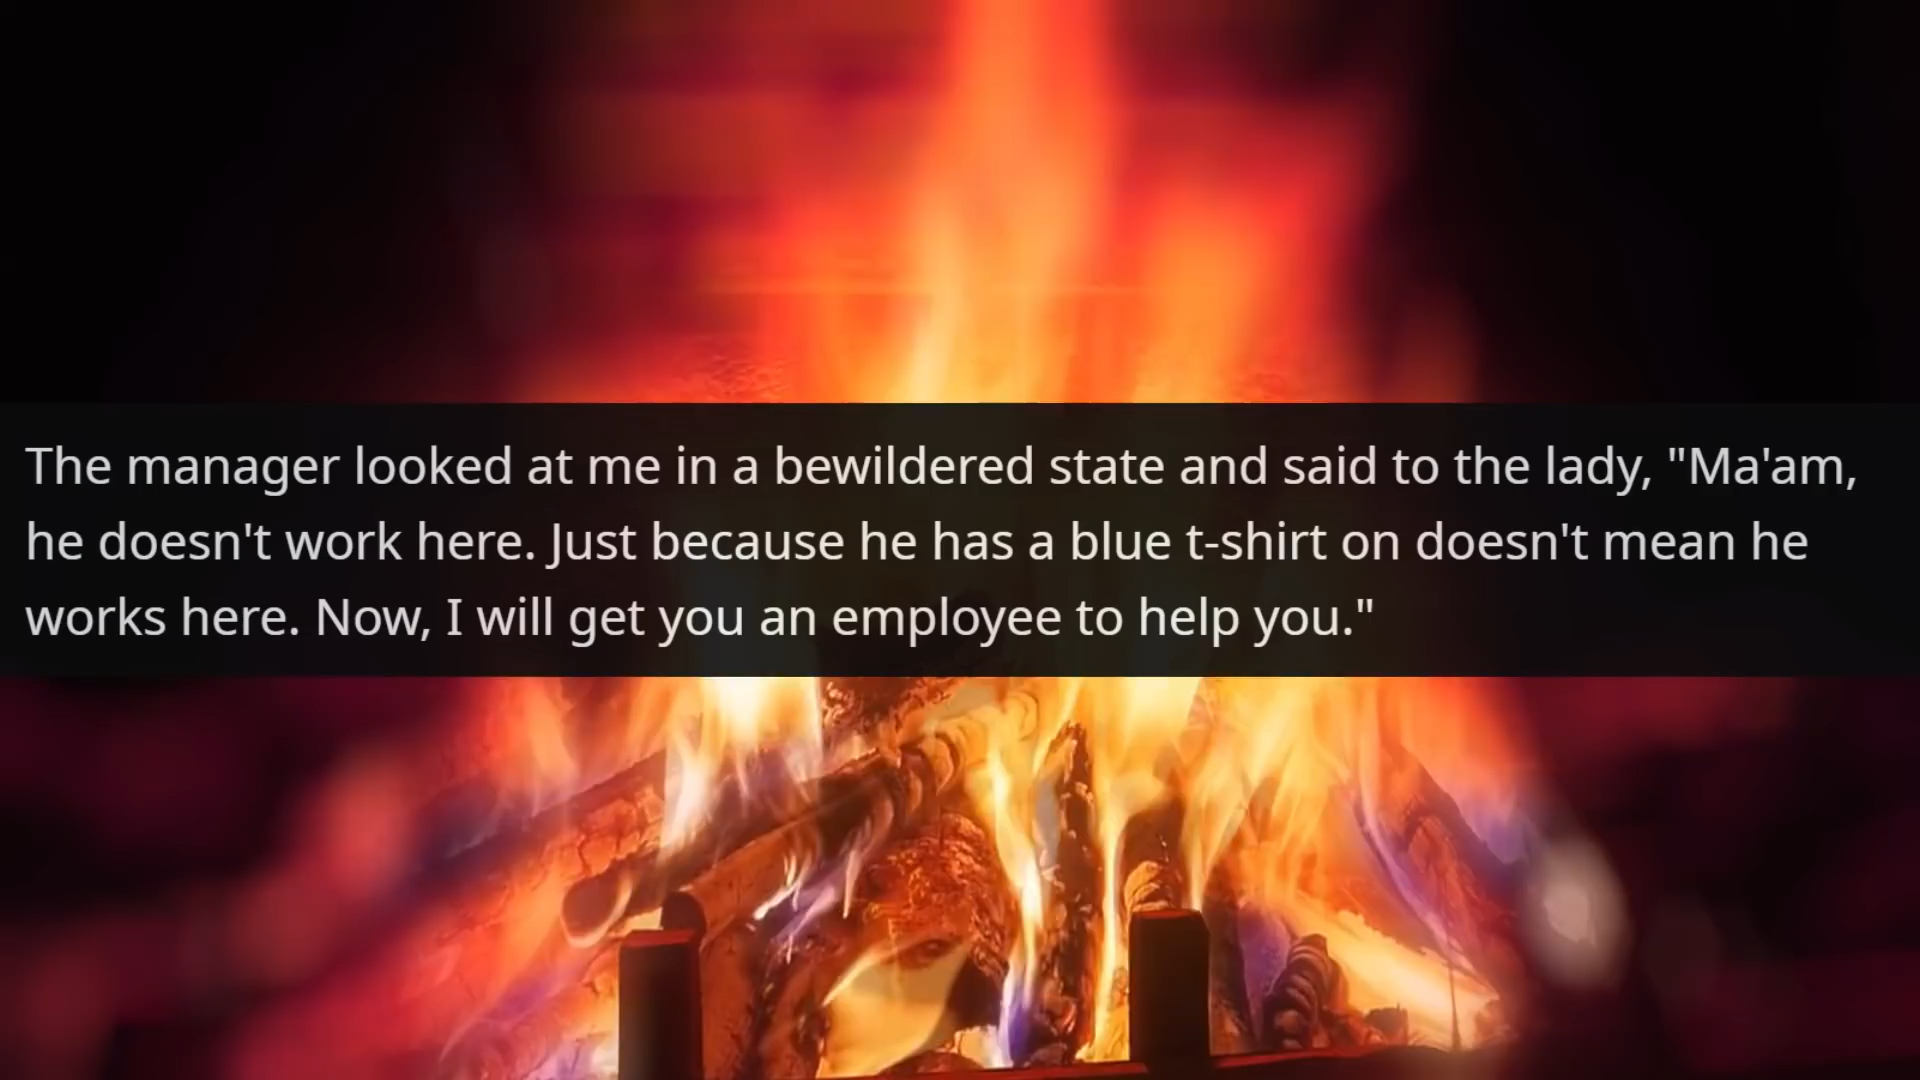 The manager looked at me in a bewildered state and said to the lady, "Ma'am,
he doesn't work here. Just because he has a blue t-shirt on doesn't mean he
works here. Now, I will get you an employee to help you."